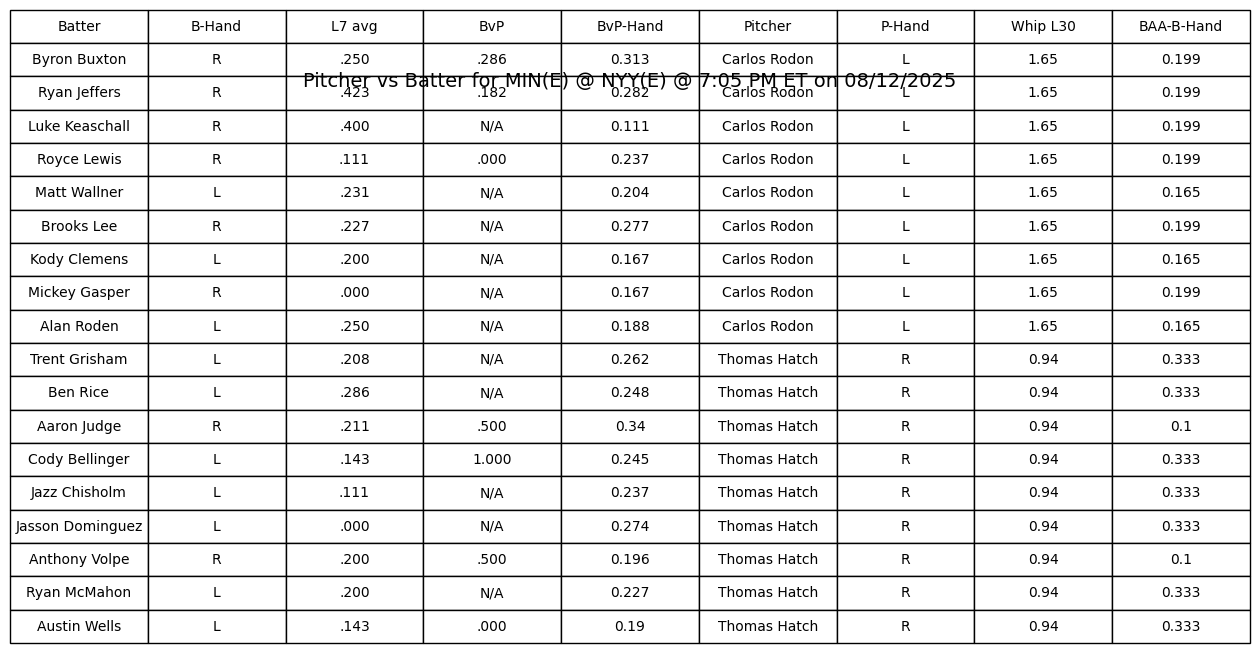 Batter B-Hand L7 avg BvP BvP-Hand Pitcher P-Hand Whip L30 BAA-B-Hand
Byron Buxton R .250 .286 0.313 Carlos Rodon L 1.65 0.199
Pitcher vs Batter for MIN(E) @ NYY(E) @ 7:05 PM ET on 08/12/2025
Ryan Jeffers R .423 .182 0.282 Carlos Rodon L 1.65 0.199
Luke Keaschall R .400 N/A 0.111 Carlos Rodon L 1.65 0.199
Royce Lewis R .111 .000 0.237 Carlos Rodon L 1.65 0.199
Matt Wallner L .231 N/A 0.204 Carlos Rodon L 1.65 0.165
Brooks Lee R .227 N/A 0.277 Carlos Rodon L 1.65 0.199
Kody Clemens L .200 N/A 0.167 Carlos Rodon L 1.65 0.165
Mickey Gasper R .000 N/A 0.167 Carlos Rodon L 1.65 0.199
Alan Roden L .250 N/A 0.188 Carlos Rodon L 1.65 0.165
Trent Grisham L .208 N/A 0.262 Thomas Hatch R 0.94 0.333
Ben Rice L .286 N/A 0.248 Thomas Hatch R 0.94 0.333
Aaron Judge R .211 .500 0.34 Thomas Hatch R 0.94 0.1
Cody Bellinger L .143 1.000 0.245 Thomas Hatch R 0.94 0.333
Jazz Chisholm L .111 N/A 0.237 Thomas Hatch R 0.94 0.333
Jasson Dominguez L .000 N/A 0.274 Thomas Hatch R 0.94 0.333
Anthony Volpe R .200 .500 0.196 Thomas Hatch R 0.94 0.1
Ryan McMahon L .200 N/A 0.227 Thomas Hatch R 0.94 0.333
Austin Wells L .143 .000 0.19 Thomas Hatch R 0.94 0.333